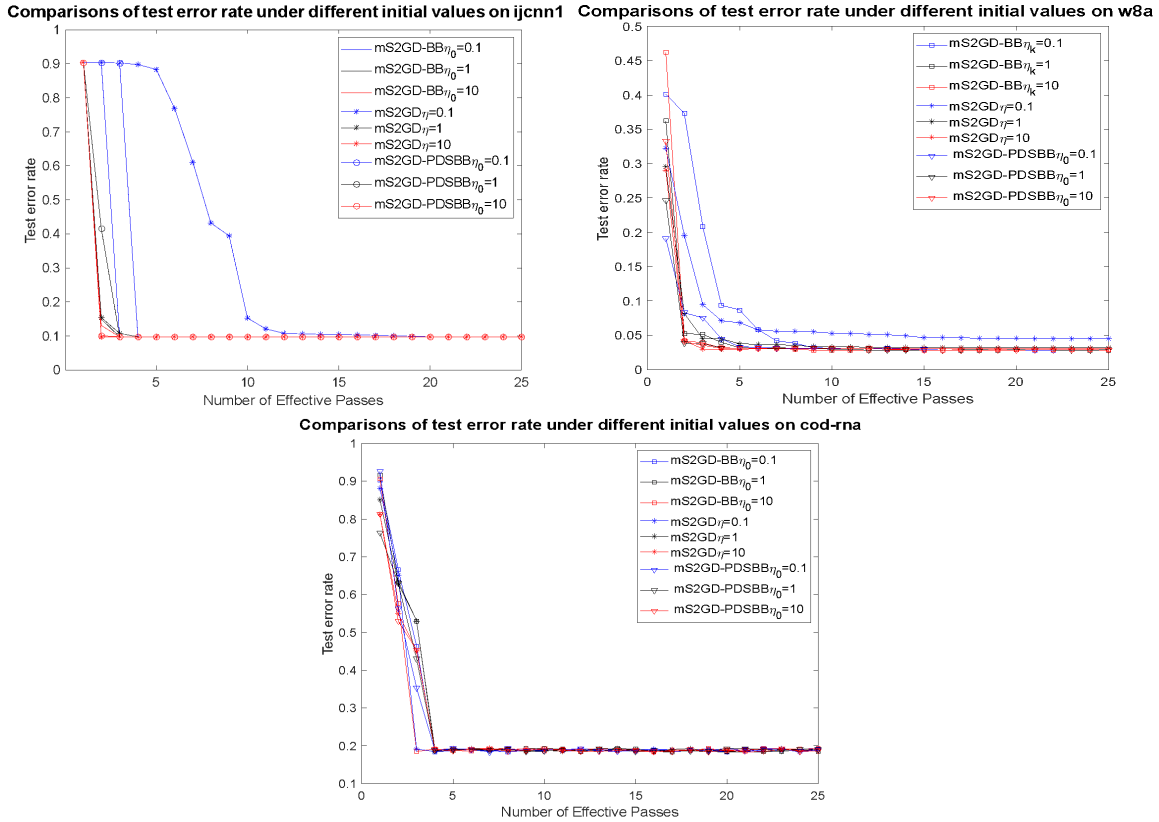 Comparisons of test error rate under different initial values on ijcnn1
1
0.9
0.8
0.7
0.6
0.5
0.4
0.3
0.2
0.1
0
Test error rate
5
10
15
20
25
Number of Effective Passes
mS2GD-BBη0=0.1
mS2GD-BBη0=1
mS2GD-BBη0=10
mS2GDη=0.1
mS2GDη=1
mS2GDη=10
mS2GD-PDSBBη0=0.1
mS2GD-PDSBBη0=1
mS2GD-PDSBBη0=10
Comparisons of test error rate under different initial values on w8a
0.5
0.45
0.4
0.35
0.3
0.25
0.2
0.15
0.1
0.05
0
Test error rate
0
5
10
15
20
25
Number of Effective Passes
mS2GD-BBηk=0.1
mS2GD-BBηk=1
mS2GD-BBηk=10
mS2GDη=0.1
mS2GDη=1
mS2GDη=10
mS2GD-PDSBBη0=0.1
mS2GD-PDSBBη0=1
mS2GD-PDSBBη0=10
Comparisons of test error rate under different initial values on cod-rna
1
0.9
0.8
0.7
0.6
0.5
0.4
0.3
0.2
0.1
Test error rate
0
5
10
15
20
25
Number of Effective Passes
mS2GD-BBη0=0.1
mS2GD-BBη0=1
mS2GD-BBη0=10
mS2GDη=0.1
mS2GDη=1
mS2GDη=10
mS2GD-PDSBBη0=0.1
mS2GD-PDSBBη0=1
mS2GD-PDSBBη0=10